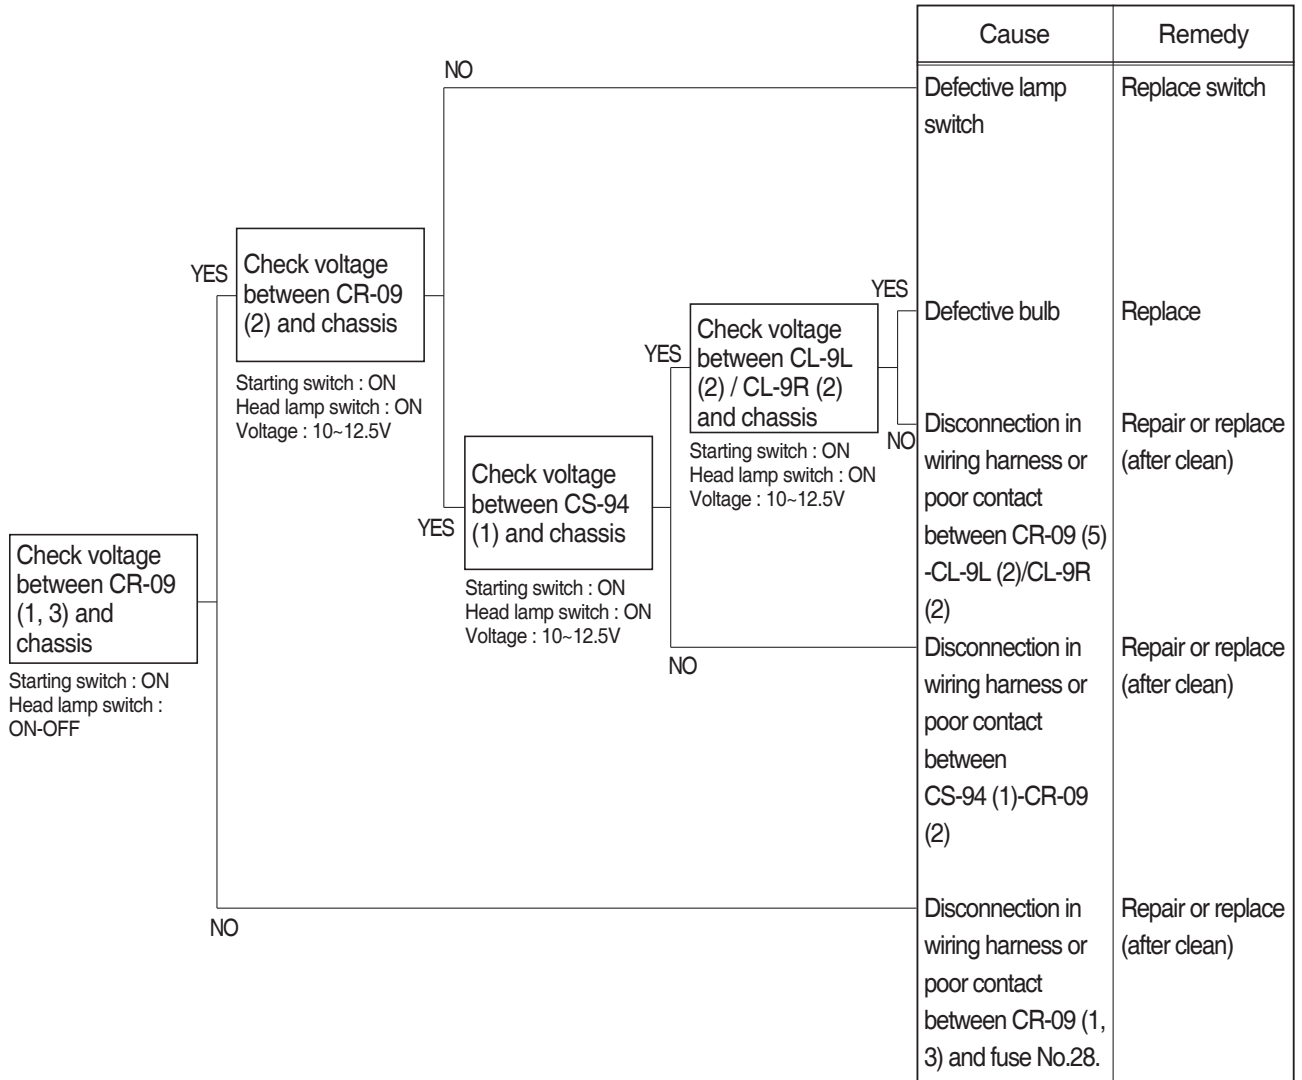 Cause
Remedy
NO
Defective lamp
switch
Replace switch
YES
Check voltage
between CR-09
(2) and chassis
Starting switch : ON
Head lamp switch : ON
Voltage : 10~12.5V
YES
Check voltage
between CL-9L
(2) / CL-9R (2)
and chassis
Starting switch : ON
Head lamp switch : ON
Voltage : 10~12.5V
YES
Defective bulb
Replace
NO
Disconnection in
wiring harness or
poor contact
between CR-09 (5)
-CL-9L (2)/CL-9R
(2)
Repair or replace
(after clean)
YES
Check voltage
between CS-94
(1) and chassis
Starting switch : ON
Head lamp switch : ON
Voltage : 10~12.5V
NO
Disconnection in
wiring harness or
poor contact
between
CS-94 (1)-CR-09
(2)
Repair or replace
(after clean)
Check voltage
between CR-09
(1, 3) and
chassis
Starting switch : ON
Head lamp switch :
ON-OFF
NO
Disconnection in
wiring harness or
poor contact
between CR-09 (1,
3) and fuse No.28.
Repair or replace
(after clean)